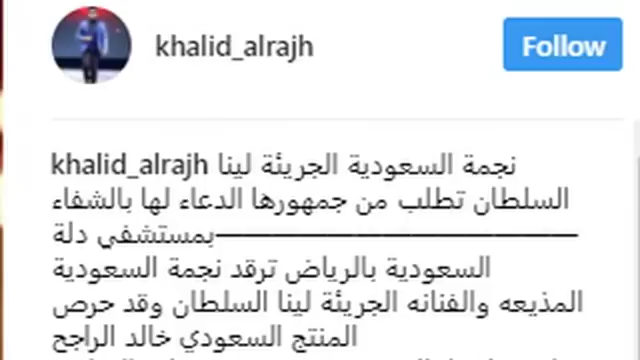 khalid_alrajh
Follow
khalid_alrajh نجمة السعودية الجريئة لينا
السلطان تطلب من جمهورها الدعاء لها بالشفاء
——————————————بمستشفي دلة
السعودية بالرياض ترقد نجمة السعودية
المذيعه والفنانه الجريئة لينا السلطان وقد حرص
المنتج السعودي خالد الراجح